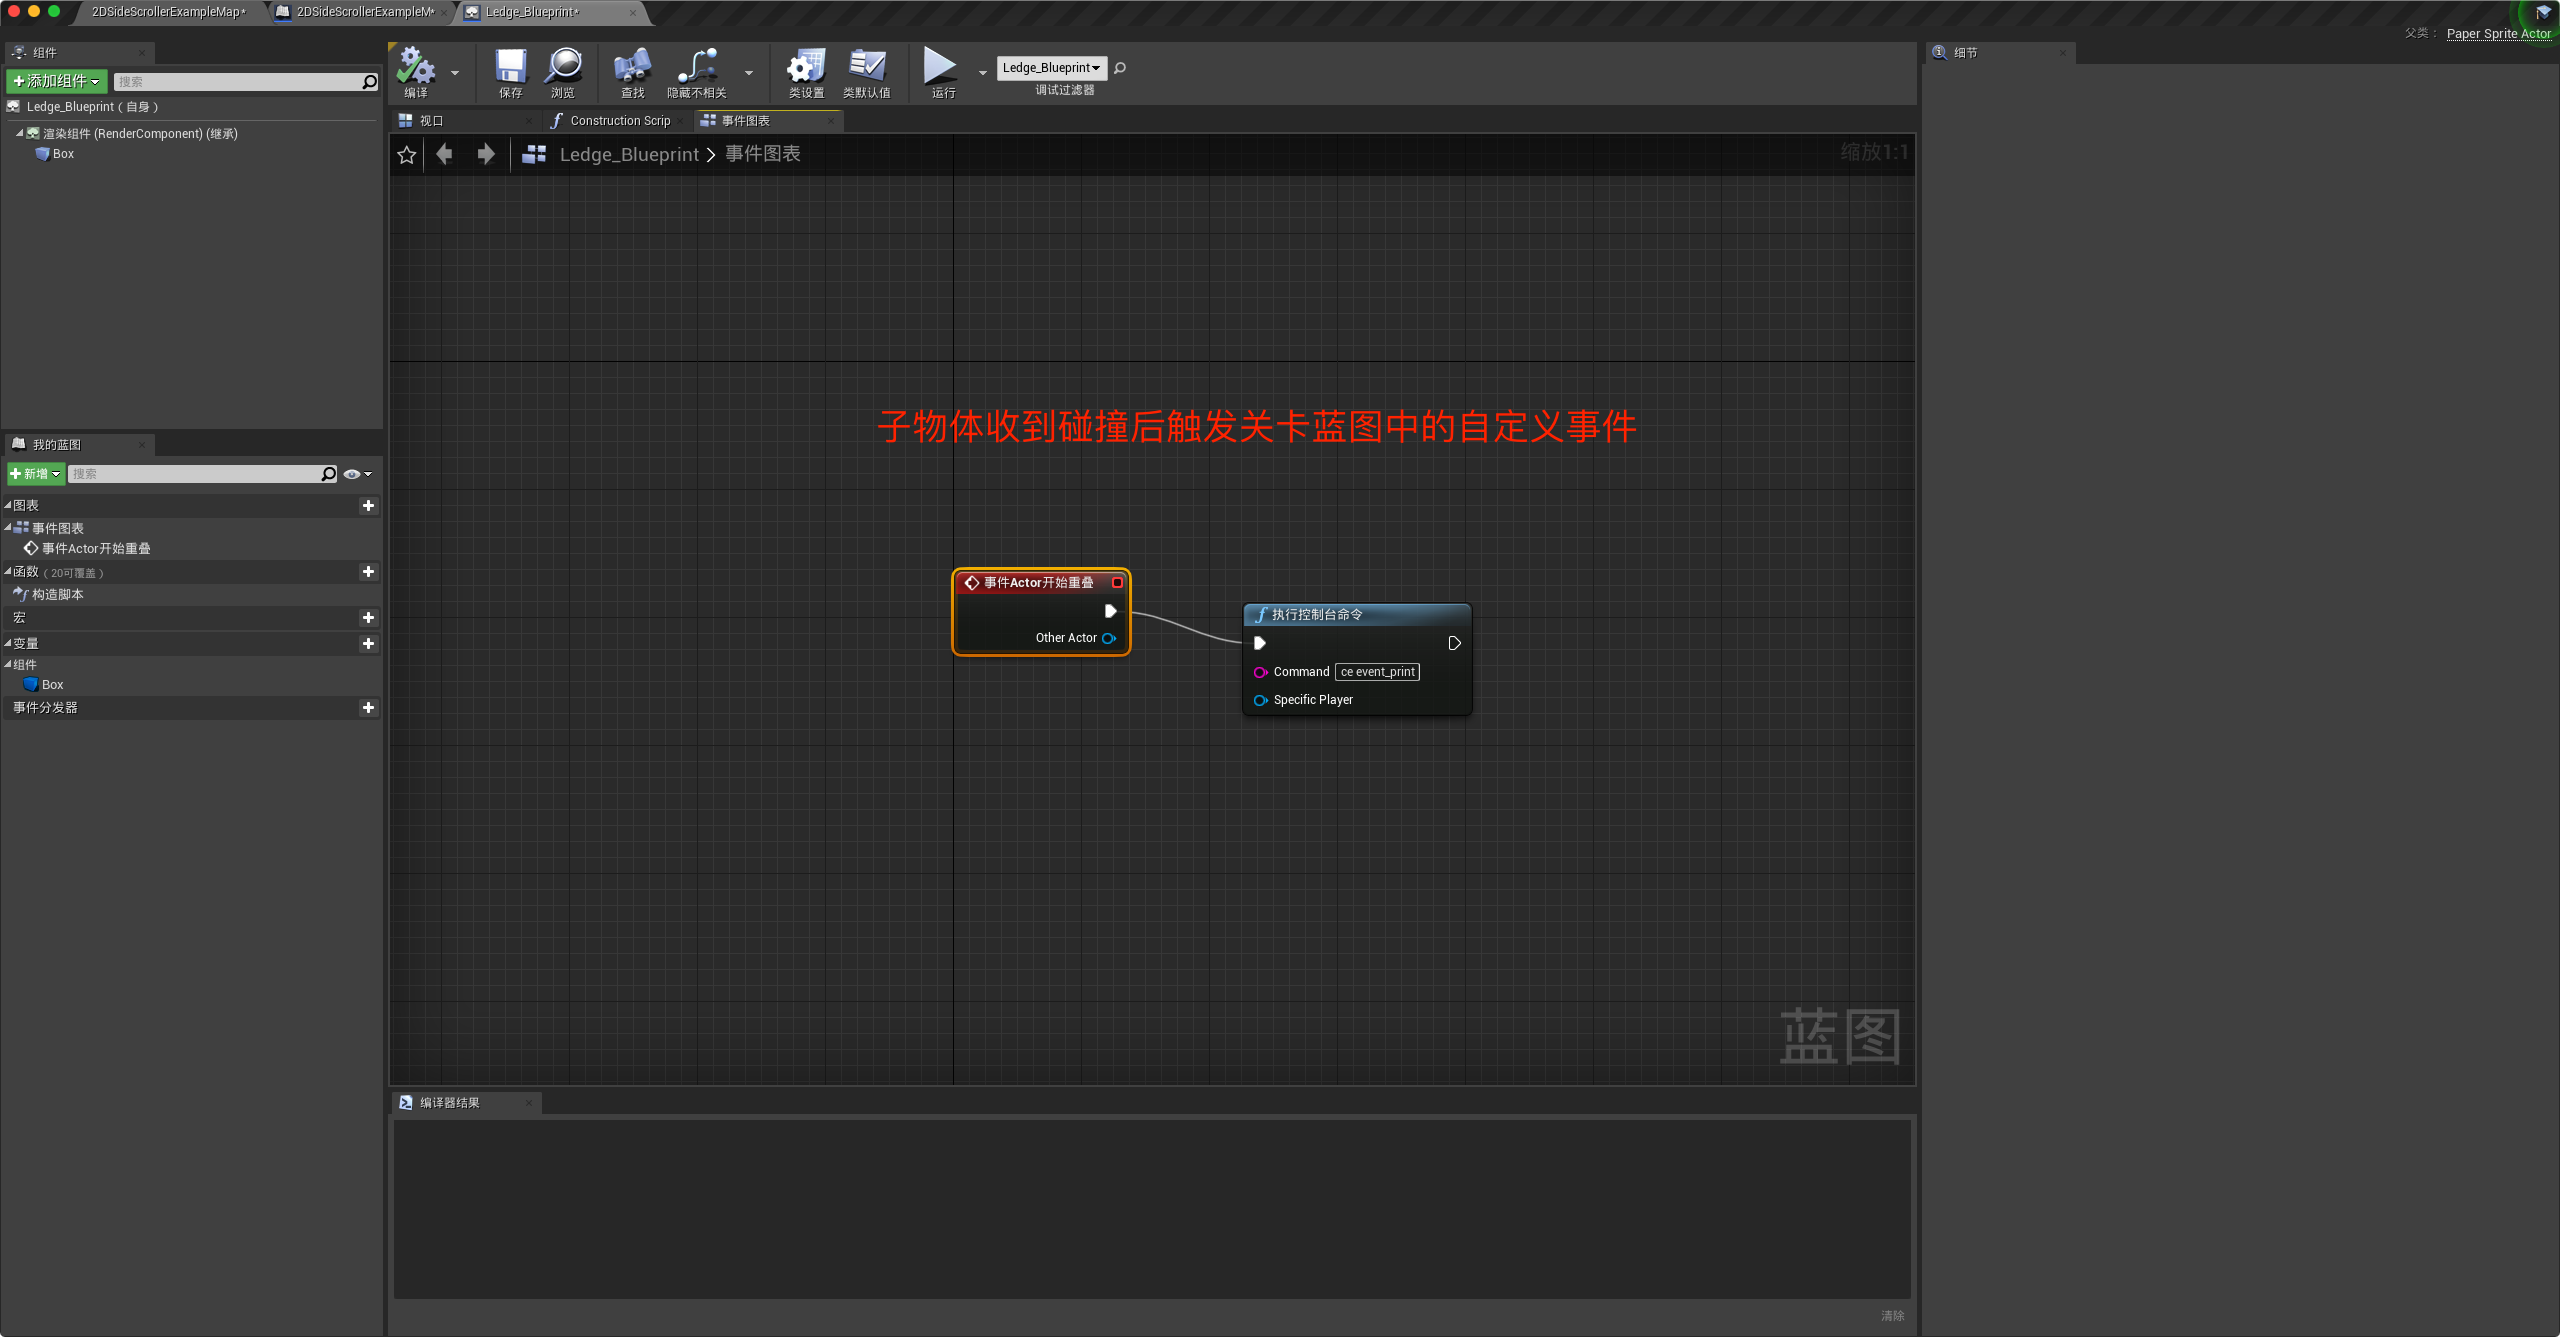 2DSideScrollerExampleMap*
2DSideScrollerExampleM*
Ledge_Blueprint*
父类：
Paper Sprite Actor
组件
添加组件
搜索
Ledge_Blueprint（自身）
渲染组件 (RenderComponent) (继承)
Box
编译
保存
浏览
查找
隐藏不相关
类设置
类默认值
运行
Ledge_Blueprint
调试过滤器
细节
视口
Construction Scrip
事件图表
Ledge_Blueprint > 事件图表
缩放1:1
子物体收到碰撞后触发关卡蓝图中的自定义事件
事件Actor开始重叠
Other Actor
执行控制台命令
Command
ce event_print
Specific Player
蓝图
我的蓝图
新增
搜索
图表
事件图表
事件Actor开始重叠
函数（20可覆盖）
构造脚本
宏
变量
组件
Box
事件分发器
编译器结果
清除